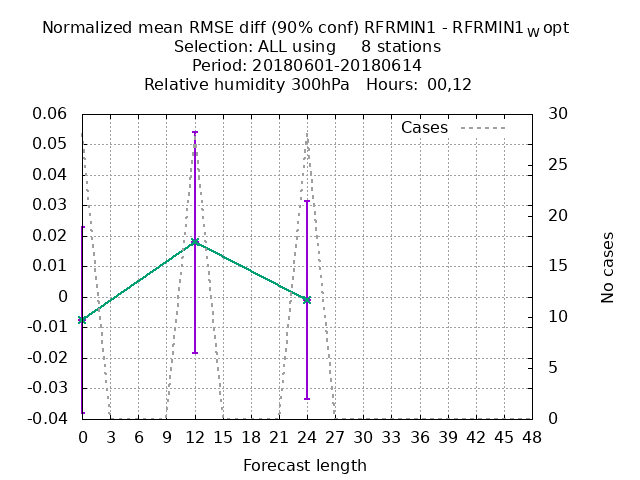 Normalized mean RMSE diff (90% conf) RFRMIN1 - RFRMIN1_W opt
Selection: ALL using 8 stations
Period: 20180601-20180614
Relative humidity 300hPa Hours: 00,12
Cases
0.06
0.05
0.04
0.03
0.02
0.01
0
-0.01
-0.02
-0.03
-0.04
30
25
20
15
10
5
0
No cases
0 3 6 9 12 15 18 21 24 27 30 33 36 39 42 45 48
Forecast length